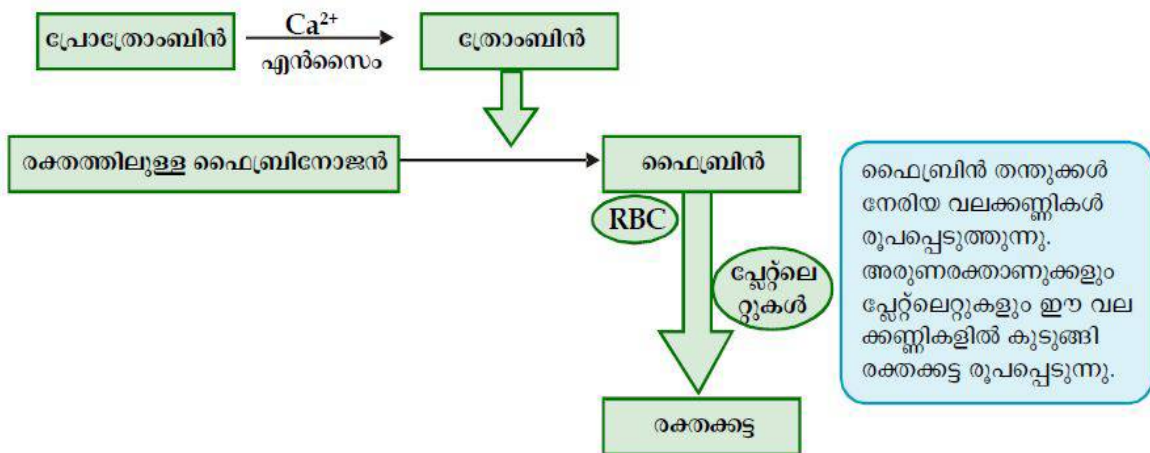 പ്രോത്രോംബിൻ
Ca²⁺
എൻസൈം
ത്രോംബിൻ
രക്തത്തിലുള്ള ഫൈബ്രിനോജൻ
ഫൈബ്രിൻ
RBC
പ്ലേറ്റ്‌ലെ
റ്റുകൾ
രക്തക്കട്ട
ഫൈബ്രിൻ തന്തുക്കൾ
നേരിയ വലക്കണ്ണികൾ
രൂപപ്പെടുത്തുന്നു.
അരുണരക്താണുക്കളും
പ്ലേറ്റ്‌ലെറ്റുകളും ഈ വല
ക്കണ്ണികളിൽ കുടുങ്ങി
രക്തക്കട്ട രൂപപ്പെടുന്നു.